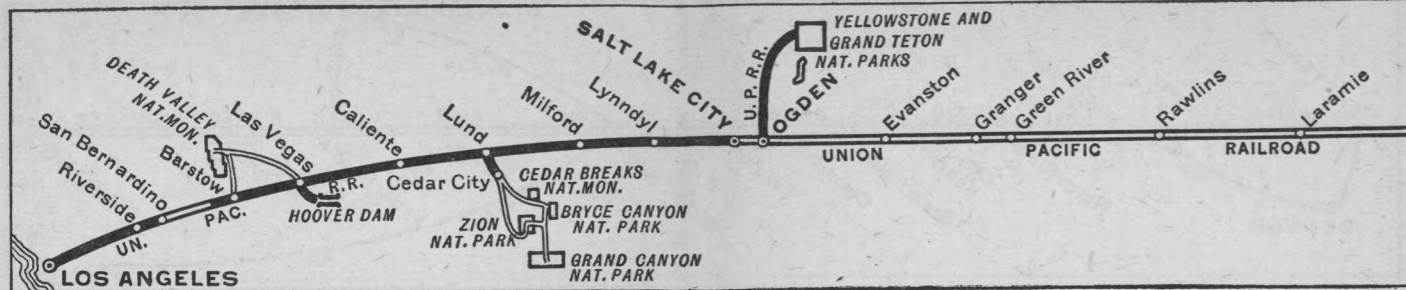 LOS ANGELES
UN.
PAC.
R.R.
Riverside
San Bernardino
Barstow
DEATH VALLEY
NAT.MON.
Las Vegas
HOOVER DAM
Caliente
Lund
Cedar City
CEDAR BREAKS
NAT.MON.
BRYCE CANYON
NAT. PARK
ZION
NAT. PARK
GRAND CANYON
NAT. PARK
Milford
Lynndyl
SALT LAKE CITY
U.P.R.R.
OGDEN
YELLOWSTONE AND
GRAND TETON
NAT. PARKS
Evanston
Granger
Green River
Rawlins
Laramie
UNION PACIFIC RAILROAD